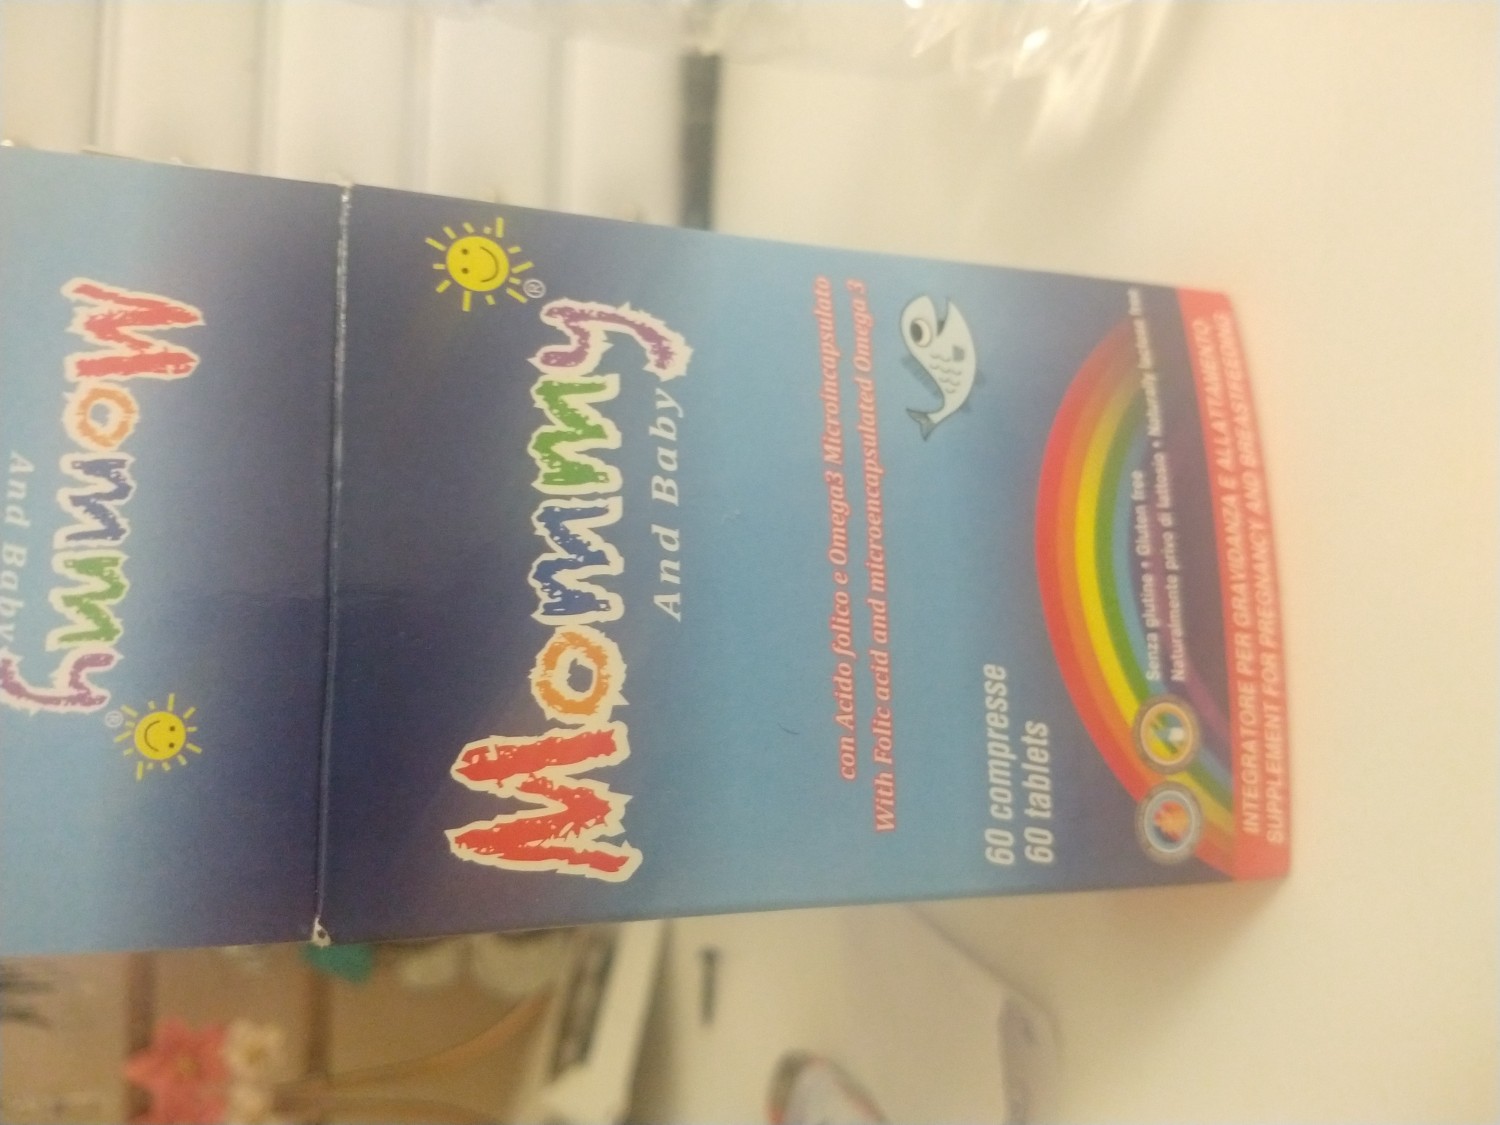 Mommy
And Baby
®
Mommy
®
And Baby
con Acido folico e Omega3 Microincapsulato
With Folic acid and microencapsulated Omega 3
60 compresse
60 tablets
Senza glutine • Gluten free
Naturalmente privo di lattosio • Naturally lactose free
INTEGRATORE PER GRAVIDANZA E ALLATTAMENTO
SUPPLEMENT FOR PREGNANCY AND BREASTFEEDING